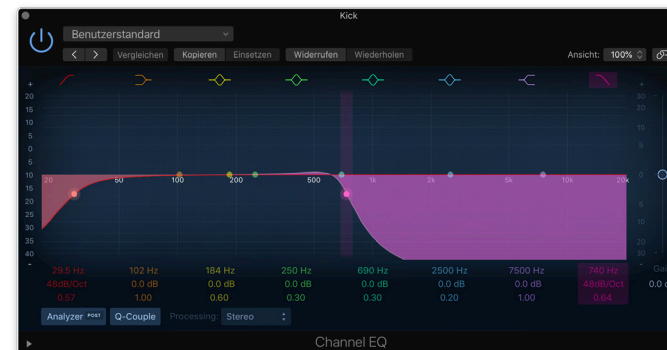 Kick
Benutzerstandard
Vergleichen Kopieren Einsetzen Widerrufen Wiederholen Ansicht: 100%
+ +
20 30
15 20
10
5 10
0 5
5
10 20 50 100 200 500 1k 2k 5k 10k 20k 0
15
20 5
25
30 10
35 20
40 30
- -
29.5 Hz 102 Hz 184 Hz 250 Hz 690 Hz 2500 Hz 7500 Hz 740 Hz Gai
48dB/Oct 0.0 dB 0.0 dB 0.0 dB 0.0 dB 0.0 dB 0.0 dB 48dB/Oct 0.0 d
0.57 1.00 0.60 0.30 0.30 0.20 1.00 0.64
Analyzer POST Q-Couple Processing: Stereo
Channel EQ